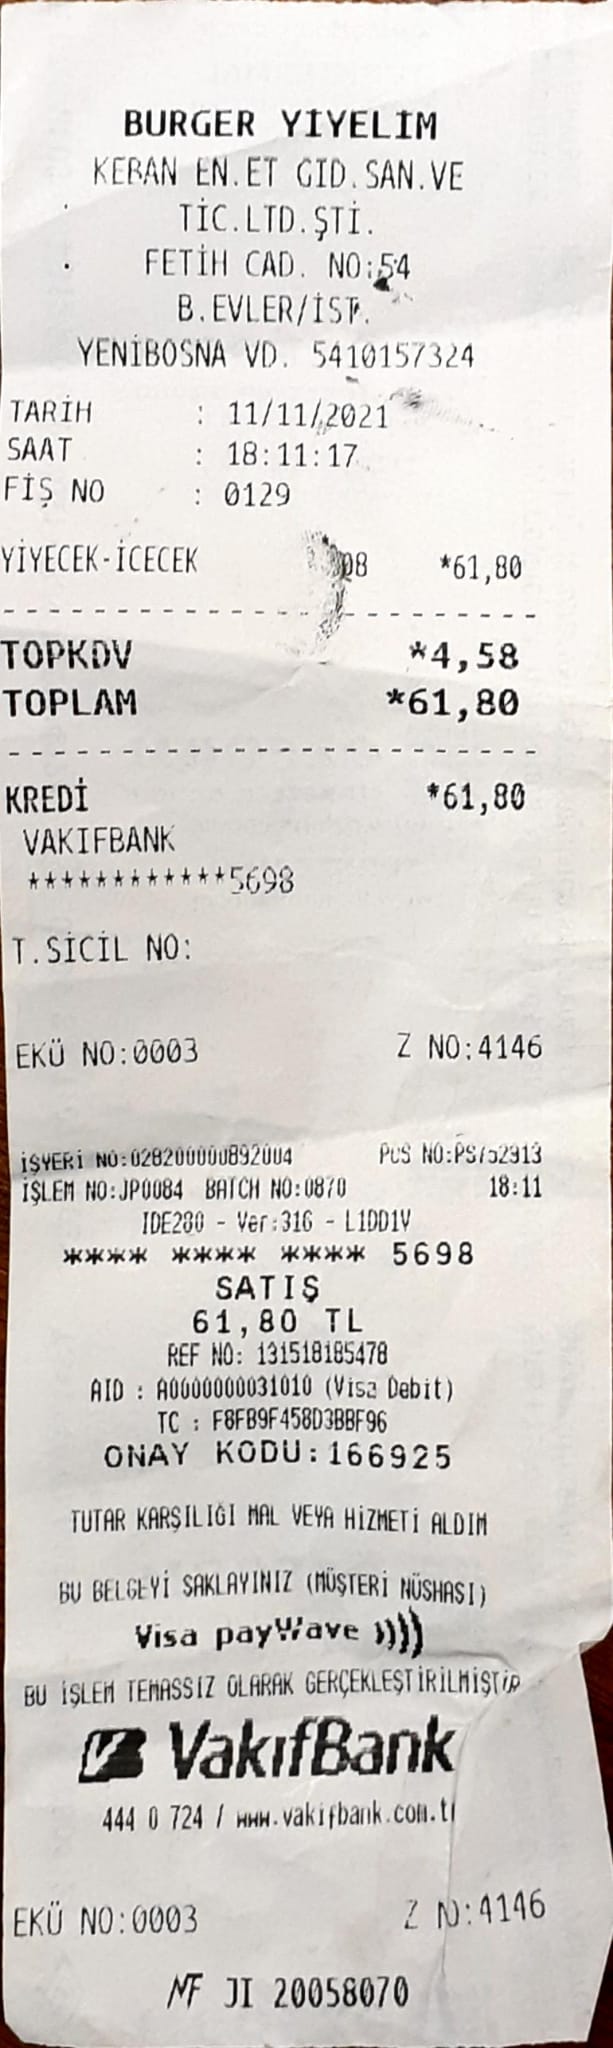 BURGER YİYELİM
KEBAN EN.ET GID.SAN.VE
TİC.LTD.ŞTİ.
FETİH CAD. NO:54
B.EVLER/İST.
YENİBOSNA VD. 5410157324
TARİH : 11/11/2021
SAAT : 18:11:17
FİŞ NO : 0129
YİYECEK-İCECEK 08 *61,80
TOPKDV *4,58
TOPLAM *61,80
KREDİ *61,80
VAKIFBANK
************5698
T.SİCİL NO:
EKÜ NO:0003 Z NO:4146
İŞYERİ NO:028200000892004 POS NO:PS752913
İŞLEM NO:JP0084 BATCH NO:0870 18:11
IDE280 - Ver:316 - L1DD1V
**** **** **** 5698
SATIŞ
61,80 TL
REF NO: 131518185478
AID : A0000000031010 (Visa Debit)
TC : F8FB9F458D3BBF96
ONAY KODU:166925
TUTAR KARŞILIĞI MAL VEYA HİZMETİ ALDIM
BU BELGEYİ SAKLAYINIZ (MÜŞTERİ NÜSHASI)
Visa payWave ))))
BU İŞLEM TEMASSIZ OLARAK GERÇEKLEŞTİRİLMİŞTİR
VakıfBank
444 0 724 / www.vakifbank.com.tr
EKÜ NO:0003 Z NO:4146
MF JI 20058070